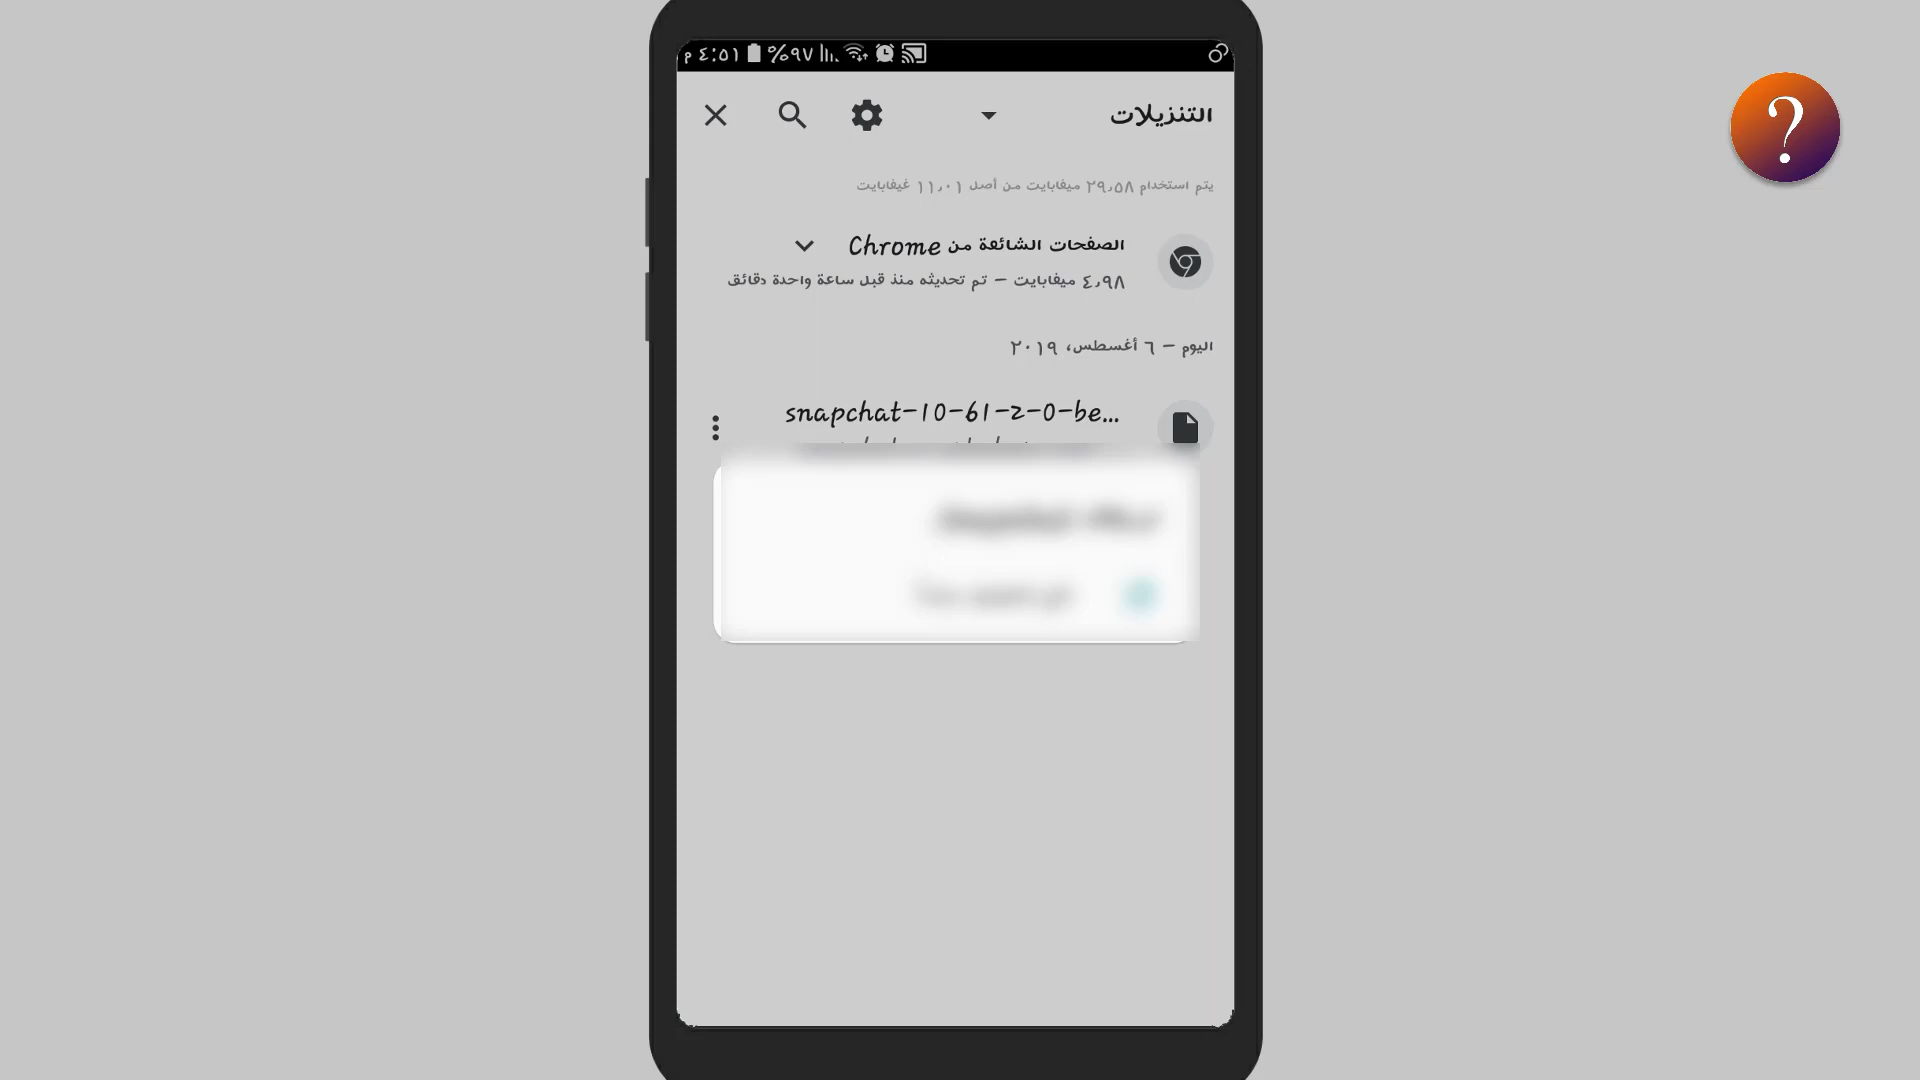 ٤:٥١ م ٩٧%
التنزيلات
يتم استخدام ٢٩٫٥٨ ميغابايت من أصل ١١٫٠١ غيغابايت
الصفحات الشائعة من Chrome
٤٫٩٨ ميغابايت – تم تحديثه منذ قبل ساعة واحدة دقائق
اليوم – ٦ أغسطس، ٢٠١٩
snapchat-10-61-2-0-be...
?